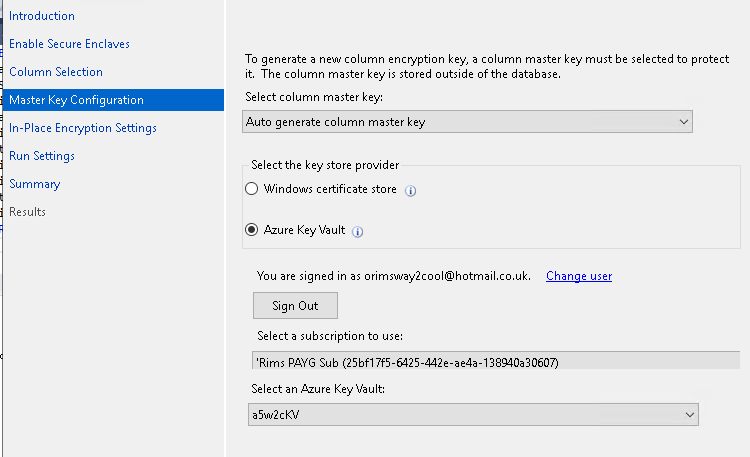 Introduction
Enable Secure Enclaves
Column Selection
Master Key Configuration
In-Place Encryption Settings
Run Settings
Summary
Results
To generate a new column encryption key, a column master key must be selected to protect
it. The column master key is stored outside of the database.
Select column master key:
Auto generate column master key
Select the key store provider
Windows certificate store
Azure Key Vault
You are signed in as orimsway2cool@hotmail.co.uk. Change user
Sign Out
Select a subscription to use:
'Rims PAYG Sub (25bf17f5-6425-442e-ae4a-138940a30607)
Select an Azure Key Vault:
a5w2cKV